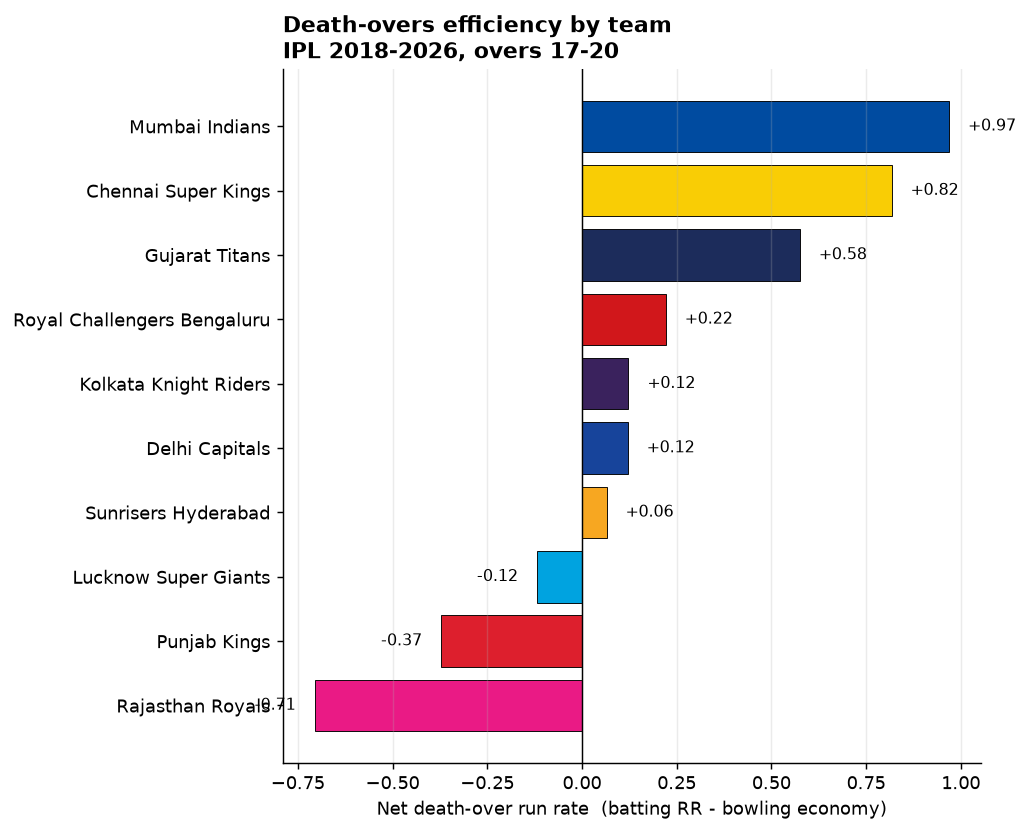 Death-overs efficiency by team
IPL 2018-2026, overs 17-20
Mumbai Indians
+0.97
Chennai Super Kings
+0.82
Gujarat Titans
+0.58
Royal Challengers Bengaluru
+0.22
Kolkata Knight Riders
+0.12
Delhi Capitals
+0.12
Sunrisers Hyderabad
+0.06
Lucknow Super Giants
-0.12
Punjab Kings
-0.37
Rajasthan Royals
-0.71
−0.75 −0.50 −0.25 0.00 0.25 0.50 0.75 1.00
Net death-over run rate (batting RR - bowling economy)